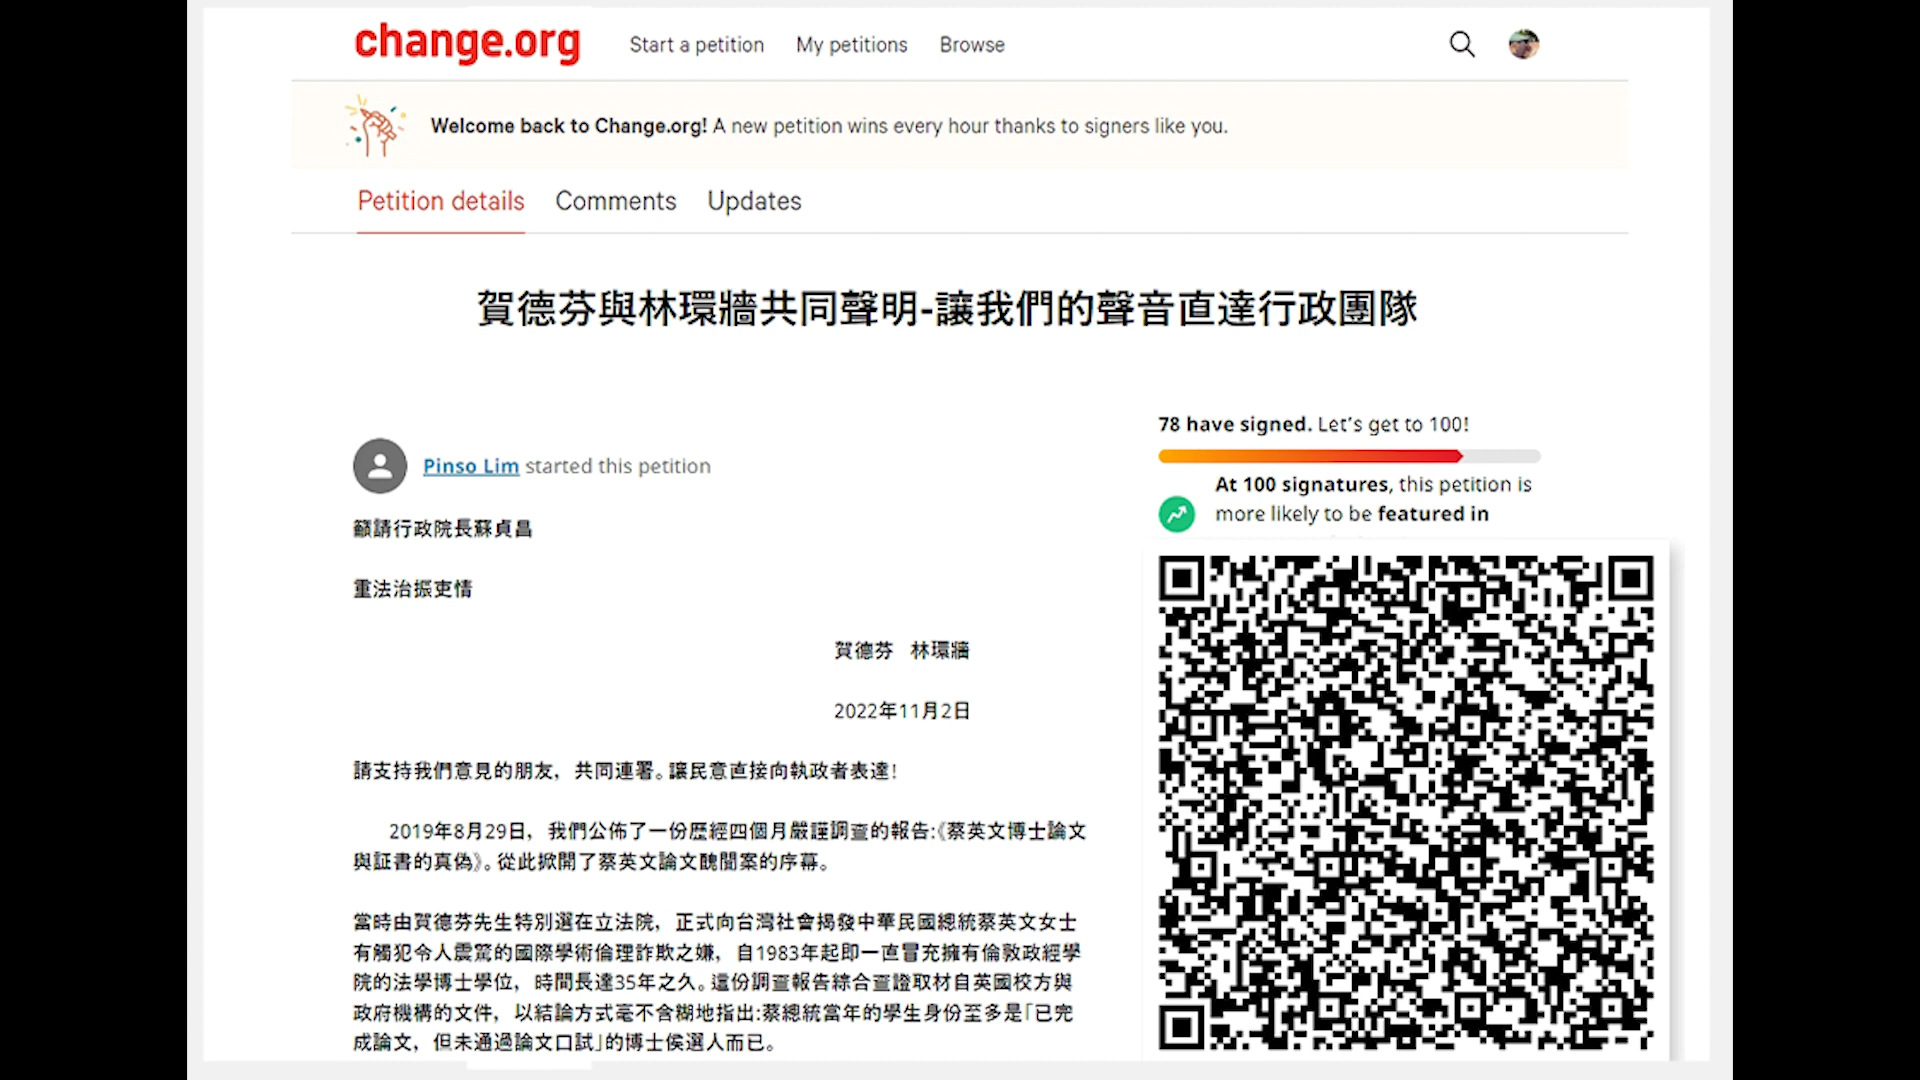 change.org
Start a petition
My petitions
Browse
Welcome back to Change.org! A new petition wins every hour thanks to signers like you.
Petition details
Comments
Updates
賀德芬與林環牆共同聲明-讓我們的聲音直達行政團隊
78 have signed. Let's get to 100!
Pinso Lim started this petition
At 100 signatures, this petition is
more likely to be featured in
籲請行政院長蘇貞昌
重法治振吏情
賀德芬 林環牆
2022年11月2日
請支持我們意見的朋友，共同連署。讓民意直接向執政者表達!
2019年8月29日，我們公佈了一份歷經四個月嚴謹調查的報告:《蔡英文博士論文
與証書的真偽》。從此掀開了蔡英文論文醜聞案的序幕。
當時由賀德芬先生特別選在立法院，正式向台灣社會揭發中華民國總統蔡英文女士
有觸犯令人震驚的國際學術倫理詐欺之嫌，自1983年起即一直冒充擁有倫敦政經學
院的法學博士學位，時間長達35年之久。這份調查報告綜合查證取材自英國校方與
政府機構的文件，以結論方式毫不含糊地指出:蔡總統當年的學生身份至多是「已完
成論文，但未通過論文口試」的博士侯選人而已。